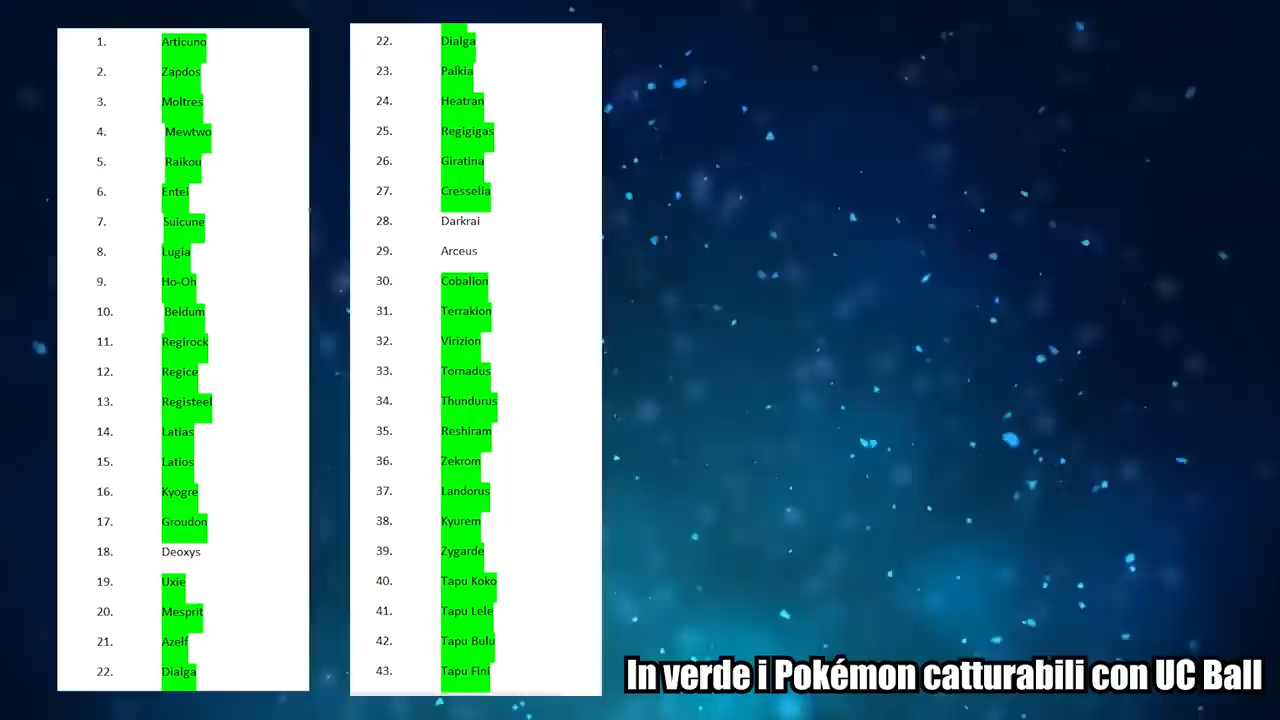 1. Articuno
2. Zapdos
3. Moltres
4. Mewtwo
5. Raikou
6. Entei
7. Suicune
8. Lugia
9. Ho-Oh
10. Beldum
11. Regirock
12. Regice
13. Registeel
14. Latias
15. Latios
16. Kyogre
17. Groudon
18. Deoxys
19. Uxie
20. Mesprit
21. Azelf
22. Dialga
22. Dialga
23. Palkia
24. Heatran
25. Regigigas
26. Giratina
27. Cresselia
28. Darkrai
29. Arceus
30. Cobalion
31. Terrakion
32. Virizion
33. Tornadus
34. Thundurus
35. Reshiram
36. Zekrom
37. Landorus
38. Kyurem
39. Zygarde
40. Tapu Koko
41. Tapu Lele
42. Tapu Bulu
43. Tapu Fini
In verde i Pokémon catturabili con UC Ball